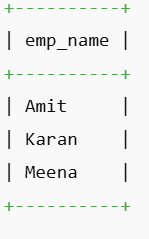 +----------+
| emp_name |
+----------+
| Amit     |
| Karan    |
| Meena    |
+----------+